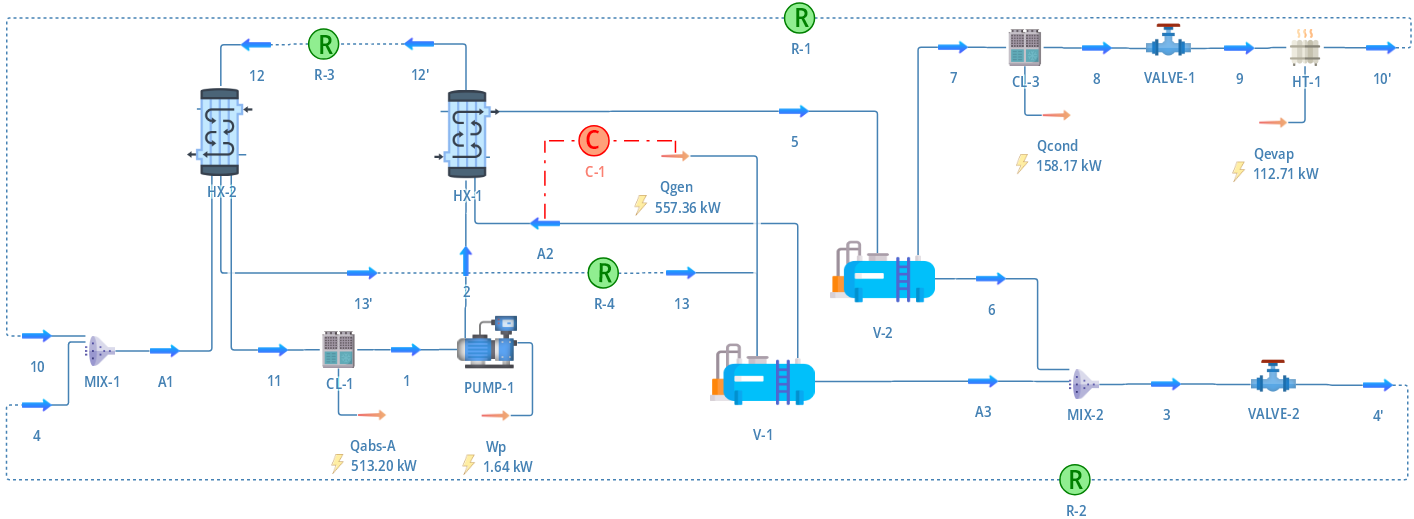 R
R-1
12
R
R-3
12'
7
CL-3
8
VALVE-1
9
HT-1
10'
HX-2
HX-1
C
C-1
5
Qcond
158.17 kW
Qevap
112.71 kW
Qgen
557.36 kW
A2
13'
2
R
R-4
13
V-2
6
10
MIX-1
A1
11
CL-1
1
PUMP-1
V-1
A3
MIX-2
3
VALVE-2
4'
4
Qabs-A
513.20 kW
Wp
1.64 kW
R
R-2